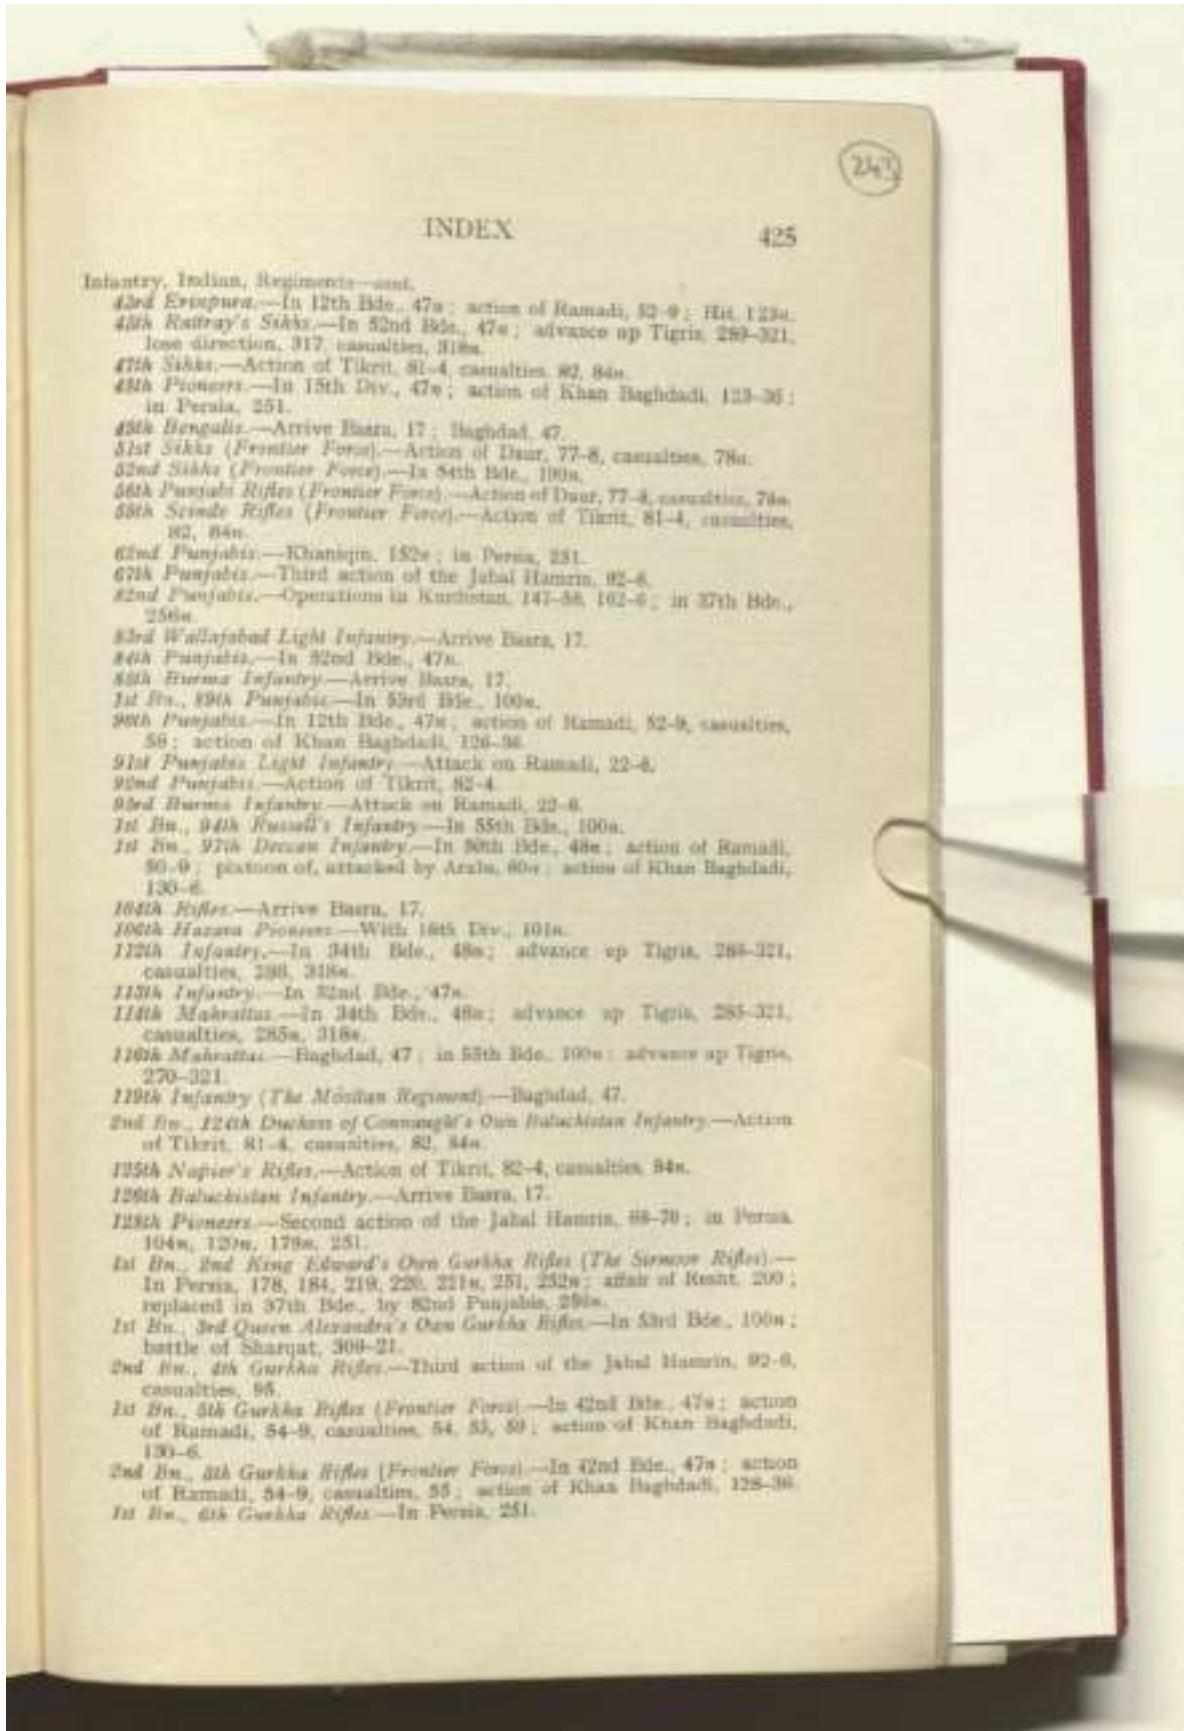 INDEX 425
Infantry, Indian, Regiments—cont.
43rd Erinpura.—In 12th Bde., 47n; action of Ramadi, 52-9; Hit, 123n.
45th Rattray's Sikhs.—In 52nd Bde., 47n; advance up Tigris, 289-321,
lose direction, 317, casualties, 318n.
47th Sikhs.—Action of Tikrit, 81-4, casualties, 82, 84n.
48th Pioneers.—In 15th Div., 47n; action of Khan Baghdadi, 123-36;
in Persia, 251.
49th Bengalis.—Arrive Basra, 17; Baghdad, 47.
51st Sikhs (Frontier Force).—Action of Daur, 77-8, casualties, 78n.
52nd Sikhs (Frontier Force).—In 54th Bde., 100n.
56th Punjabi Rifles (Frontier Force).—Action of Daur, 77-8, casualties, 78n.
59th Scinde Rifles (Frontier Force).—Action of Tikrit, 81-4, casualties,
82, 84n.
62nd Punjabis.—Khaniqin, 152n; in Persia, 251.
67th Punjabis.—Third action of the Jabal Hamrin, 92-6.
82nd Punjabis.—Operations in Kurdistan, 147-58, 162-6; in 37th Bde.,
256n.
83rd Wallajabad Light Infantry.—Arrive Basra, 17.
84th Punjabis.—In 52nd Bde., 47n.
Burma Infantry.—Arrive Basra, 17.
1st Bn., 89th Punjabis.—In 53rd Bde., 100n.
90th Punjabis.—In 12th Bde., 47n; action of Ramadi, 52-9, casualties,
action of Khan Baghdadi, 126-36.
91st Punjabis Light Infantry.—Attack on Ramadi, 22-6.
92nd Punjabis.—Action of Tikrit, 82-4.
93rd Burma Infantry.—Attack on Ramadi, 22-6.
1st Bn., 94th Russell's Infantry.—In 55th Bde., 100n.
1st Bn., 97th Deccan Infantry.—In 50th Bde., 48n; action of Ramadi,
50-9; platoon of, attacked by Arabs, 60n; action of Khan Baghdadi,
130-6.
104th Rifles.—Arrive Basra, 17.
106th Hazara Pioneers.—With 18th Div., 101n.
112th Infantry.—In 34th Bde., 48n; advance up Tigris, 285-321,
casualties, 298, 318n.
113th Infantry.—In 52nd Bde., 47n.
114th Mahrattas.—In 34th Bde., 48n; advance up Tigris, 285-321,
casualties, 285n, 318n.
116th Mahrattas.—Baghdad, 47; in 55th Bde., 100n; advance up Tigris,
270-321.
119th Infantry (The Mooltan Regiment).—Baghdad, 47.
2nd Bn., 124th Duchess of Connaught's Own Baluchistan Infantry.—Action
of Tikrit, 81-4, casualties, 82, 84n.
125th Napier's Rifles.—Action of Tikrit, 82-4, casualties, 84n.
126th Baluchistan Infantry.—Arrive Basra, 17.
128th Pioneers.—Second action of the Jabal Hamrin, 68-70; in Persia,
104n, 120n, 178n, 251.
1st Bn., 2nd King Edward's Own Gurkha Rifles (The Sirmoor Rifles).—
In Persia, 178, 184, 219, 220, 221n, 251, 252n; affair of Resht, 200;
replaced in 37th Bde., by 82nd Punjabis, 256n.
1st Bn., 3rd Queen Alexandra's Own Gurkha Rifles.—In 53rd Bde., 100n;
battle of Sharqat, 309-21.
2nd Bn., 4th Gurkha Rifles.—Third action of the Jabal Hamrin, 92-6,
casualties, 95.
1st Bn., 5th Gurkha Rifles (Frontier Force).—In 42nd Bde., 47n; action
of Ramadi, 54-9, casualties, 54, 55, 59; action of Khan Baghdadi,
130-6.
2nd Bn., 5th Gurkha Rifles (Frontier Force).—In 42nd Bde., 47n; action
of Ramadi, 54-9, casualties, 55; action of Khan Baghdadi, 128-36.
1st Bn., 6th Gurkha Rifles.—In Persia, 251.